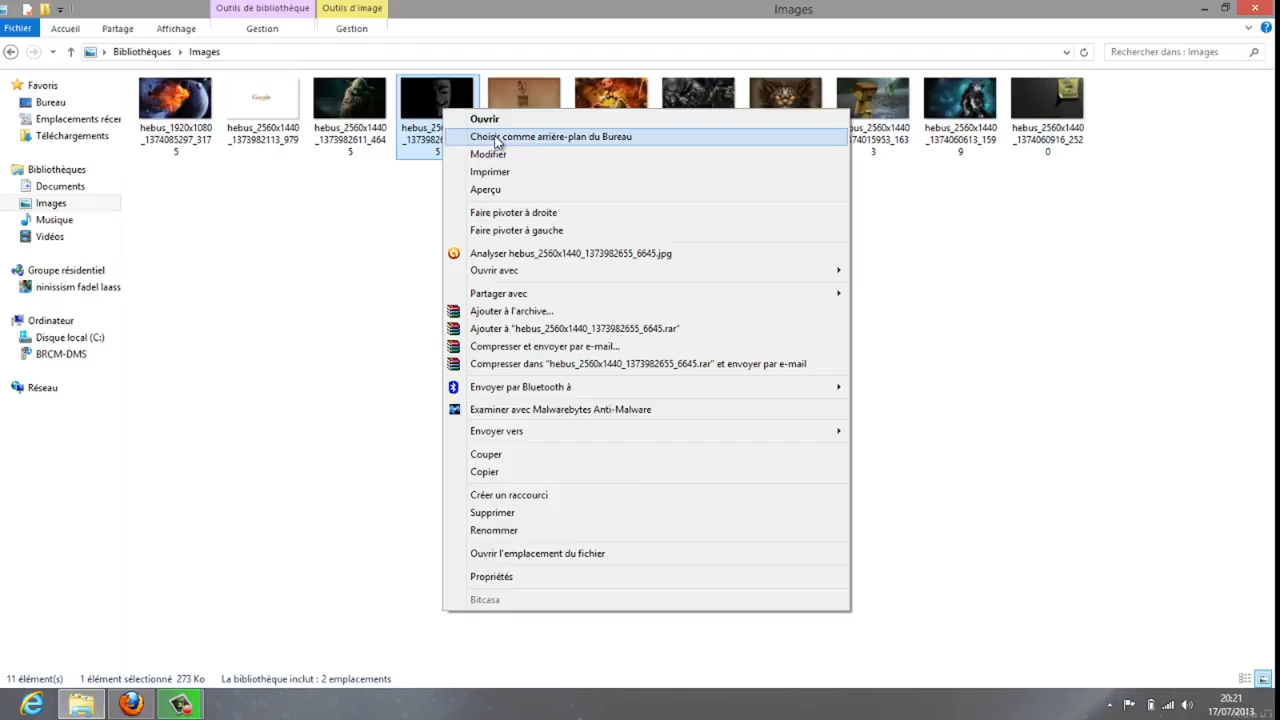 Outils de bibliothèque Outils d'image Images
Fichier Accueil Partage Affichage Gestion Gestion
Bibliothèques Images Rechercher dans : Images
Favoris
Bureau
Emplacements récer
Téléchargements
Bibliothèques
Documents
Images
Musique
Vidéos
Groupe résidentiel
ninissism fadel laass
Ordinateur
Disque local (C:)
BRCM-DMS
Réseau
Google
hebus_1920x1080
_1374085297_317
5
hebus_2560x1440
_1373982113_979
hebus_2560x1440
_1373982611_464
5
hebus_256
_1373982
5
x1440
374015953_163
3
hebus_2560x1440
_1374060613_159
9
hebus_2560x1440
_1374060916_252
0
Ouvrir
Choisir comme arrière-plan du Bureau
Modifier
Imprimer
Aperçu
Faire pivoter à droite
Faire pivoter à gauche
Analyser hebus_2560x1440_1373982655_6645.jpg
Ouvrir avec
Partager avec
Ajouter à l'archive...
Ajouter à "hebus_2560x1440_1373982655_6645.rar"
Compresser et envoyer par e-mail...
Compresser dans "hebus_2560x1440_1373982655_6645.rar" et envoyer par e-mail
Envoyer par Bluetooth à
Examiner avec Malwarebytes Anti-Malware
Envoyer vers
Couper
Copier
Créer un raccourci
Supprimer
Renommer
Ouvrir l'emplacement du fichier
Propriétés
Bitcasa
11 élément(s) 1 élément sélectionné 273 Ko La bibliothèque inclut : 2 emplacements
20:21
17/07/2013